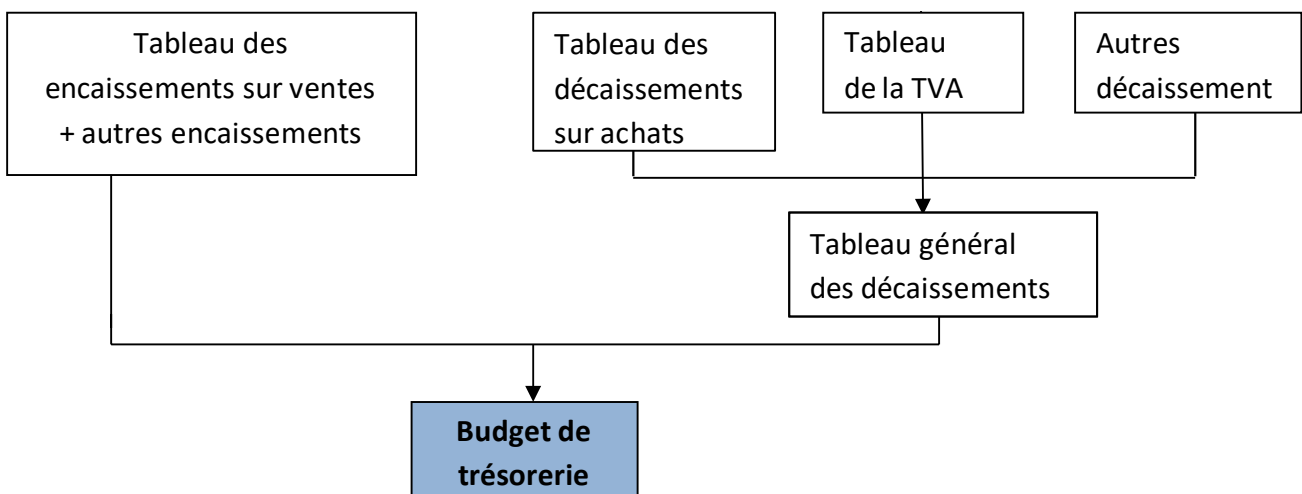 Tableau des
encaissements sur ventes
+ autres encaissements
Tableau des
décaissements
sur achats
Tableau
de la TVA
Autres
décaissement
Tableau général
des décaissements
Budget de
trésorerie